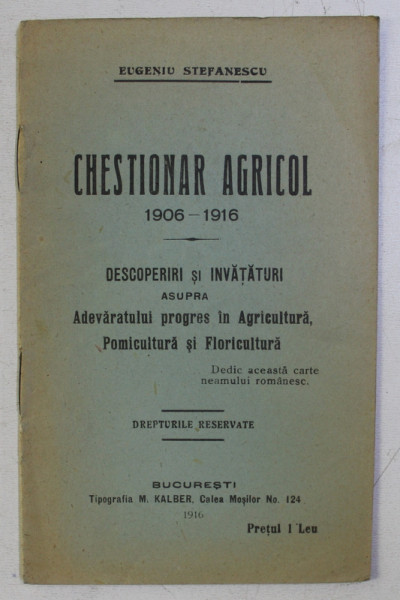 EUGENIU STEFANESCU
CHESTIONAR AGRICOL
1906 – 1916
DESCOPERIRI ȘI INVĂȚĂTURI
ASUPRA
Adevăratului progres în Agricultură,
Pomicultură și Floricultură
Dedic această carte
neamului românesc.
DREPTURILE RESERVATE
BUCUREȘTI
Tipografia M. KALBER, Calea Moșilor No. 124
1916
Prețul 1 Leu